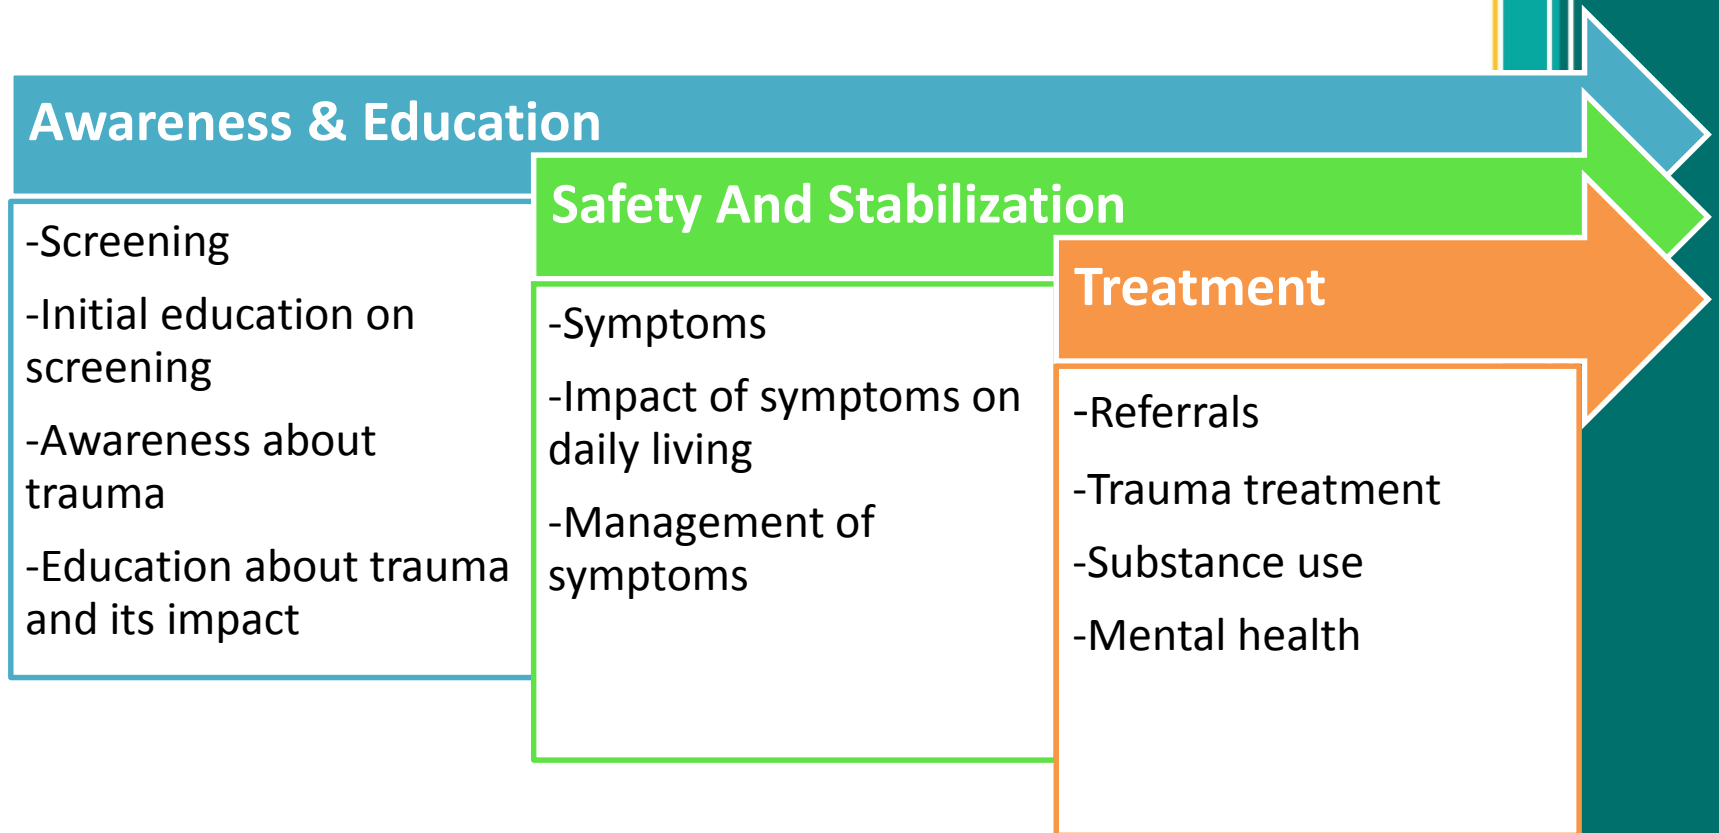 Awareness & Education
-Screening
-Initial education on
screening
-Awareness about
trauma
-Education about trauma
and its impact
Safety And Stabilization
-Symptoms
-Impact of symptoms on
daily living
-Management of
symptoms
Treatment
-Referrals
-Trauma treatment
-Substance use
-Mental health